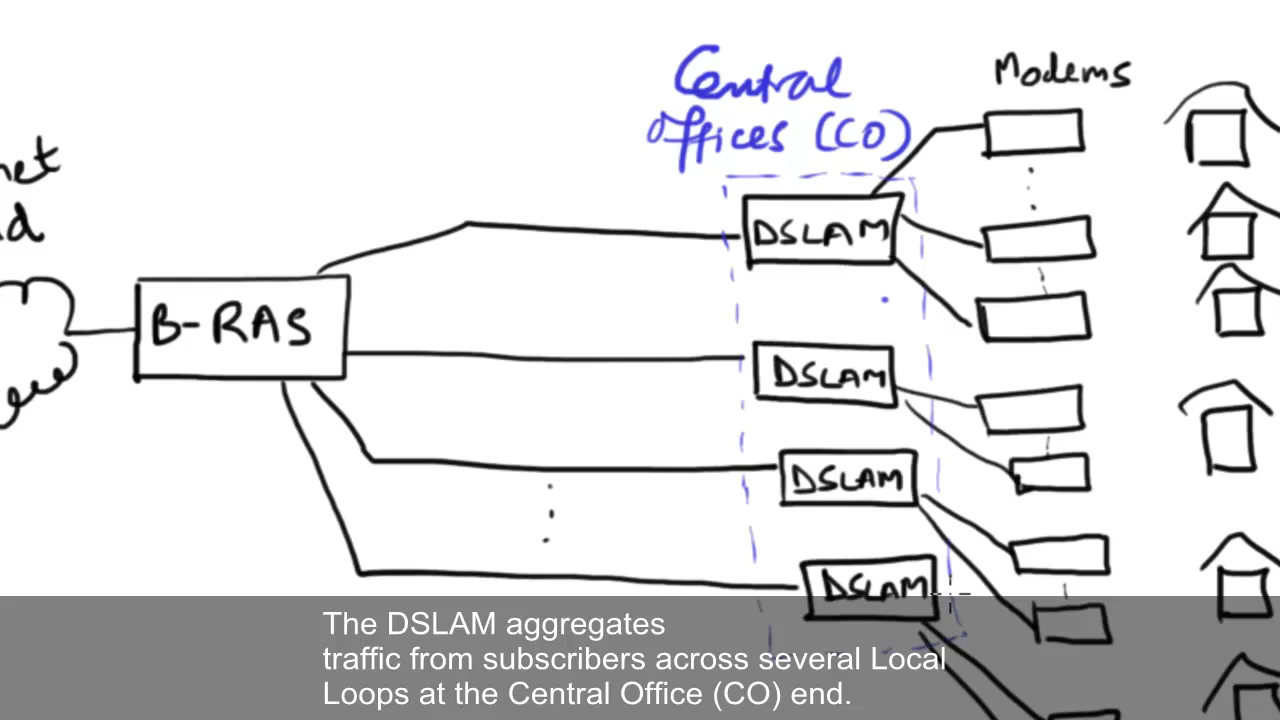 Central
Offices (CO)
Modems
DSLAM
B-RAS
DSLAM
DSLAM
DSLAM
The DSLAM aggregates
traffic from subscribers across several Local
Loops at the Central Office (CO) end.